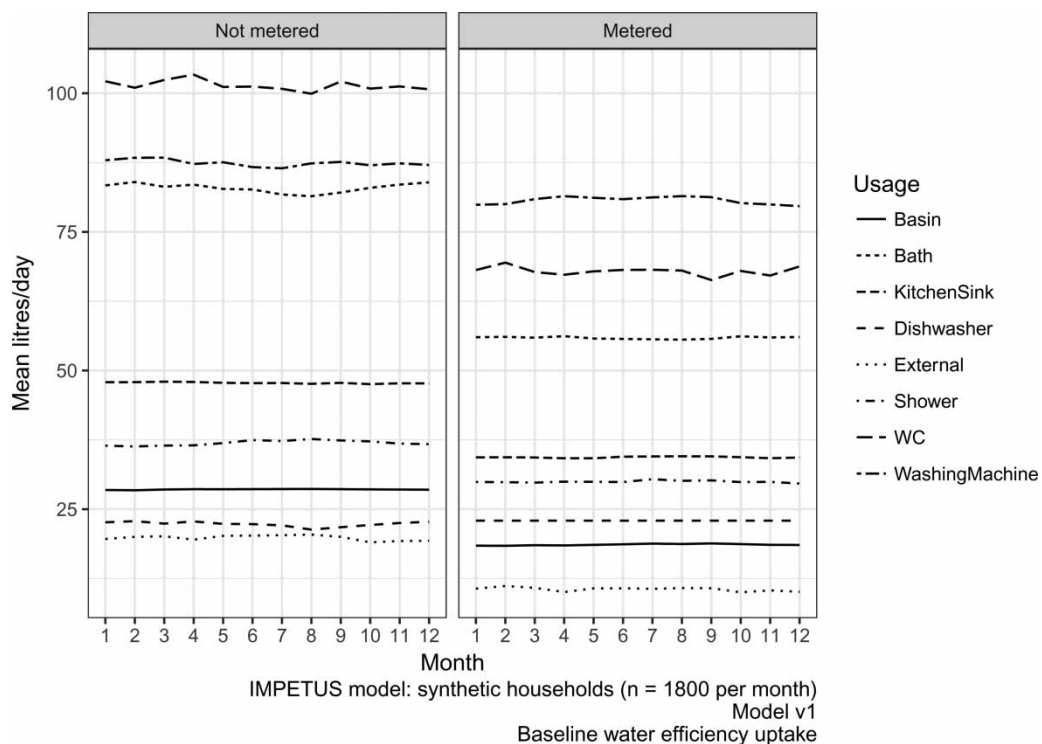 Not metered
Metered
Mean litres/day
100
75
50
25
1 2 3 4 5 6 7 8 9 10 11 12
1 2 3 4 5 6 7 8 9 10 11 12
Month
Usage
Basin
Bath
KitchenSink
Dishwasher
External
Shower
WC
WashingMachine
IMPETUS model: synthetic households (n = 1800 per month)
Model v1
Baseline water efficiency uptake